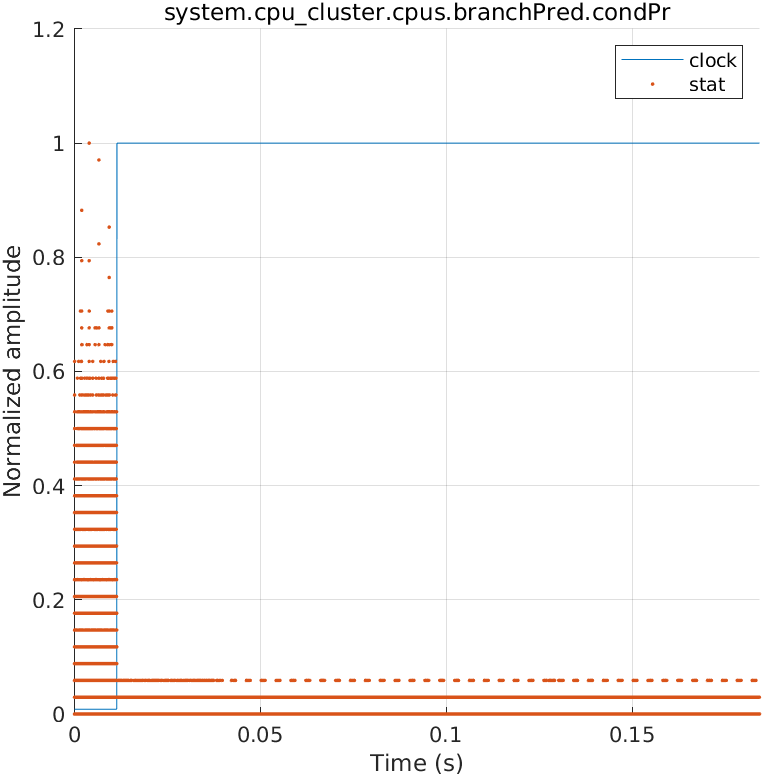 system.cpu_cluster.cpus.branchPred.condPr
1.2
1
0.8
0.6
0.4
0.2
0
Normalized amplitude
clock
stat
0
0.05
0.1
0.15
Time (s)